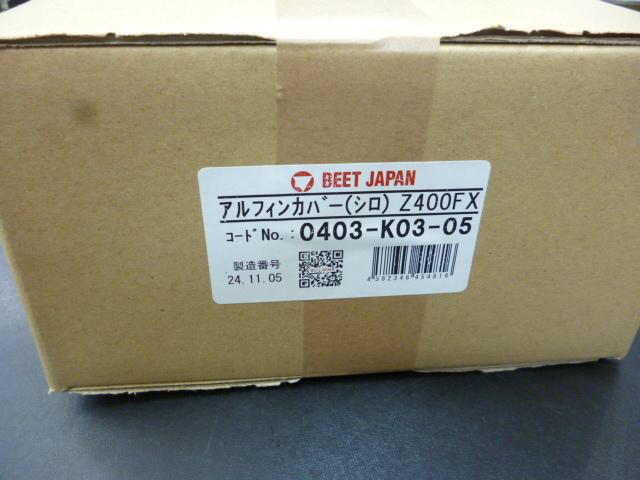 BEET JAPAN
アルフィンカバー(シロ) Z400FX
コードNo.:0403-K03-05
製造番号
24.11.05
4562346454816